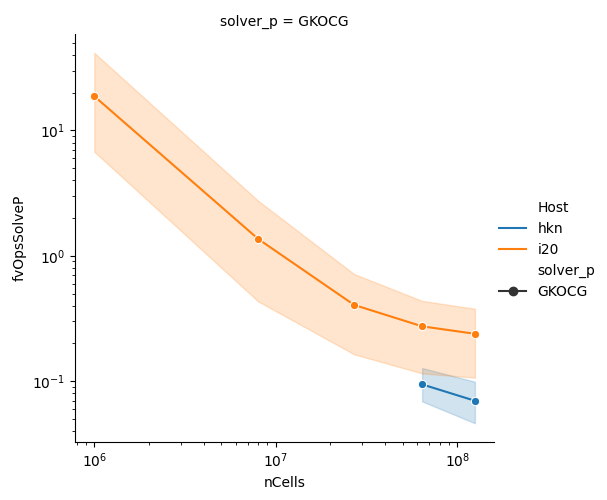 solver_p = GKOCG
fvOpsSolveP
10¹
10⁰
10⁻¹
10⁶
10⁷
10⁸
nCells
Host
hkn
i20
solver_p
GKOCG